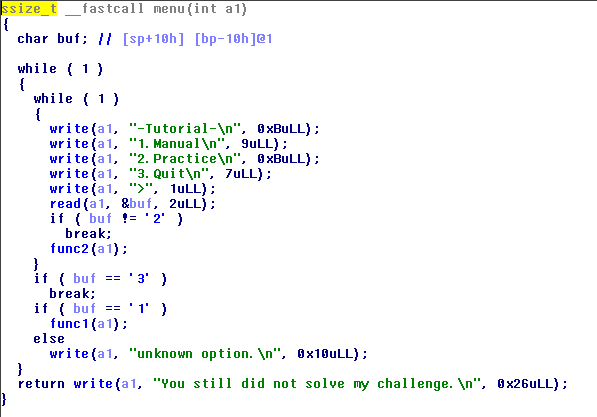 ssize_t __fastcall menu(int a1)
{
  char buf; // [sp+10h] [bp-10h]@1

  while ( 1 )
  {
    while ( 1 )
    {
      write(a1, "-Tutorial-\n", 0xBuLL);
      write(a1, "1.Manual\n", 9uLL);
      write(a1, "2.Practice\n", 0xBuLL);
      write(a1, "3.Quit\n", 7uLL);
      write(a1, ">", 1uLL);
      read(a1, &buf, 2uLL);
      if ( buf != '2' )
        break;
      func2(a1);
    }
    if ( buf == '3' )
      break;
    if ( buf == '1' )
      func1(a1);
    else
      write(a1, "unknown option.\n", 0x10uLL);
  }
  return write(a1, "You still did not solve my challenge.\n", 0x26uLL);
}